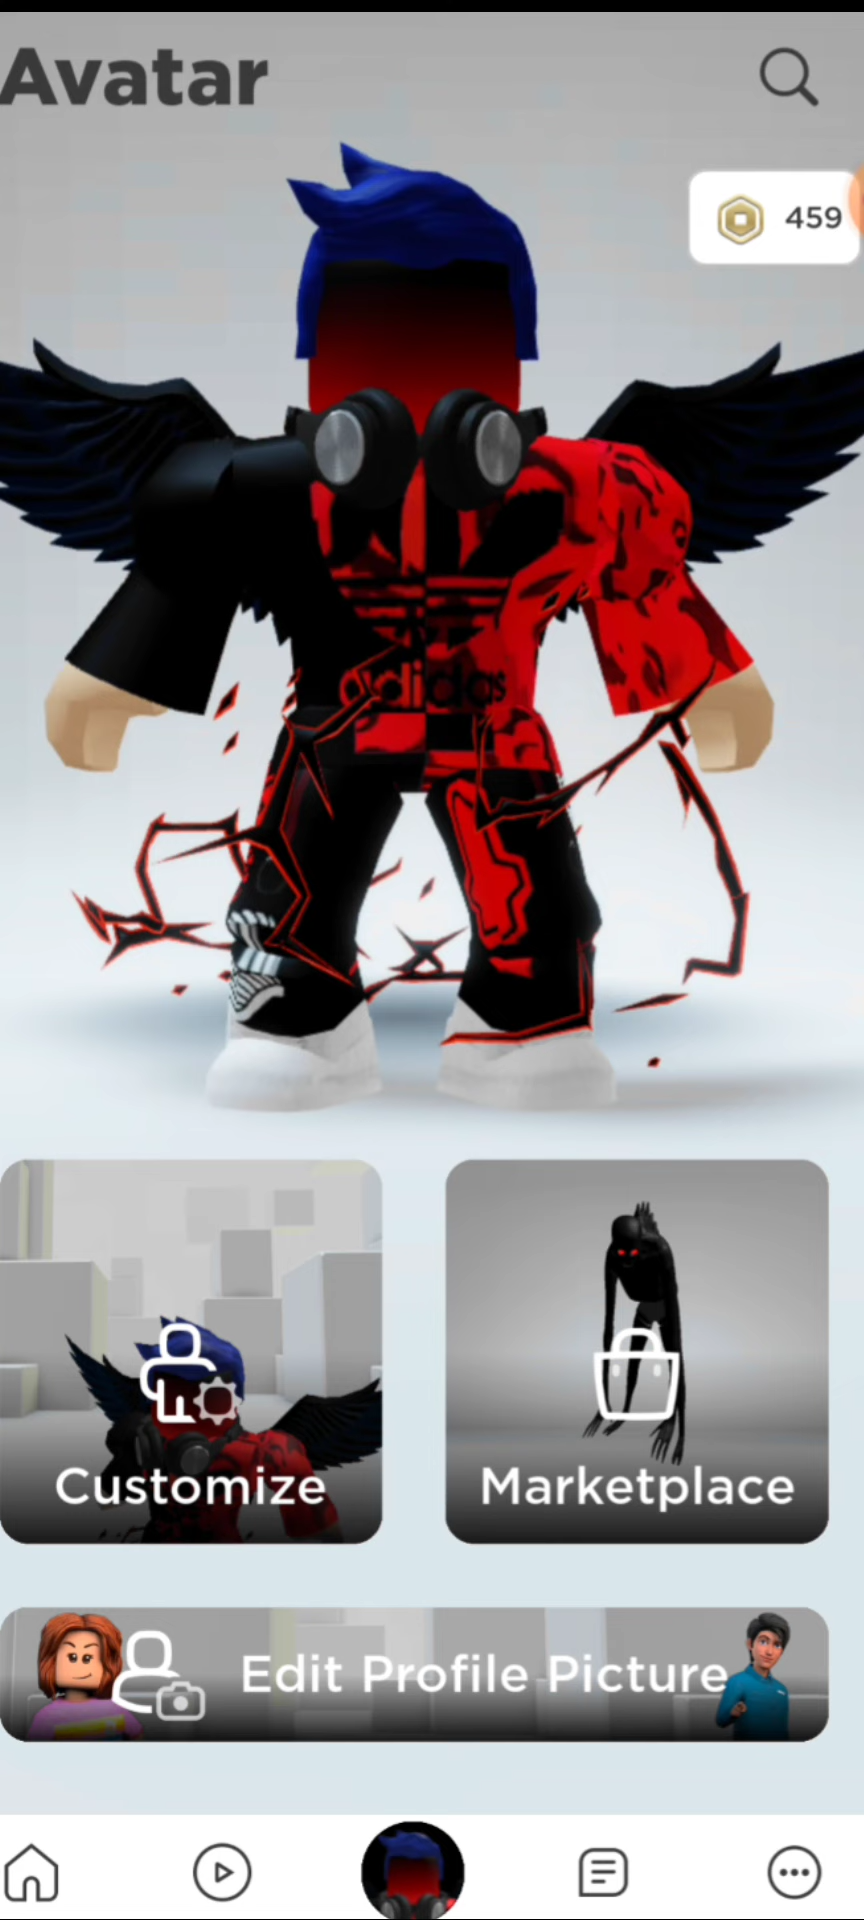 Avatar
459
adidas
Customize
Marketplace
Edit Profile Picture